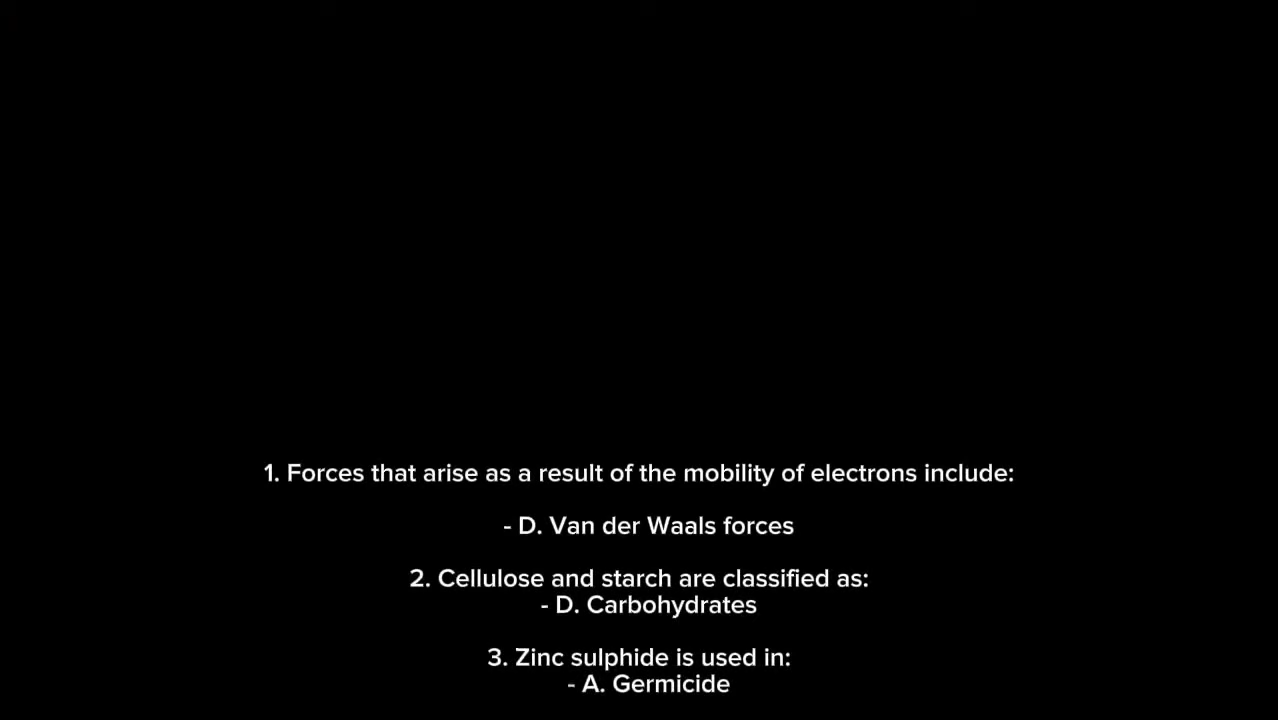 1. Forces that arise as a result of the mobility of electrons include:
- D. Van der Waals forces
2. Cellulose and starch are classified as:
- D. Carbohydrates
3. Zinc sulphide is used in:
- A. Germicide